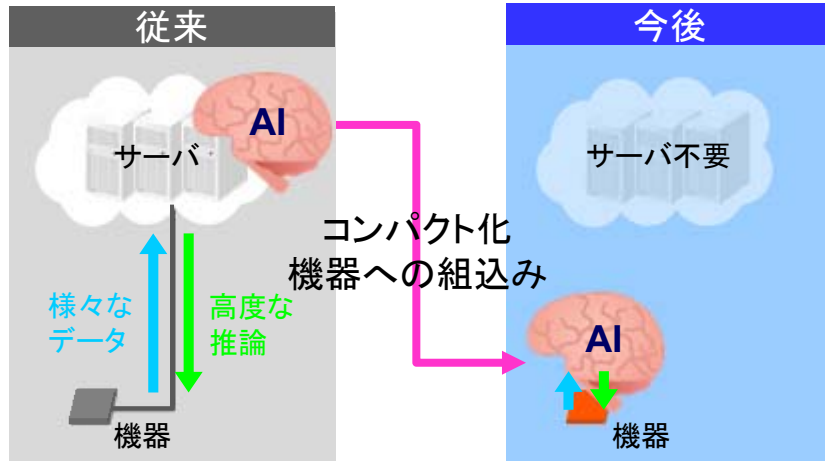 従来
AI
サーバ
様々な
データ
高度な
推論
機器
コンパクト化
機器への組込み
今後
サーバ不要
AI
機器